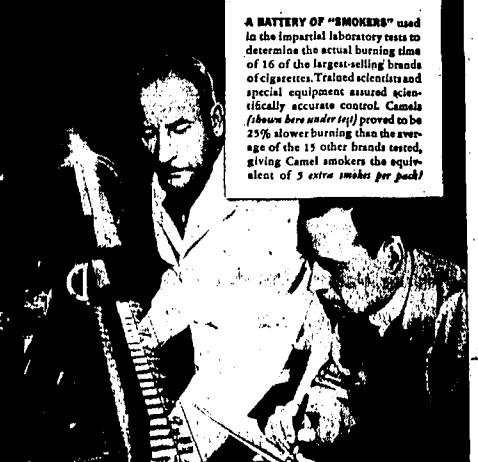 A BATTERY OF "SMOKERS" used
in the impartial laboratory tests to
determine the actual burning time
of 16 of the largest-selling brands
of cigarettes. Trained scientists and
special equipment assured scien-
tifically accurate control. Camels
(shown here under test) proved to be
25% slower burning than the aver-
age of the 15 other brands tested,
giving Camel smokers the equiv-
alent of 5 extra smokes per pack!